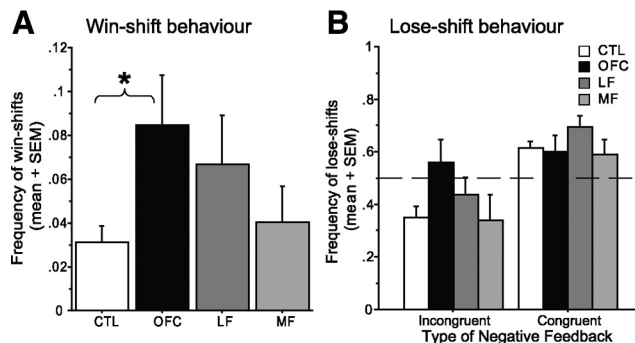 A Win-shift behaviour
Frequency of win-shifts
(mean + SEM)
.12
.1
.08
.06
.04
.02
0
*
CTL OFC LF MF
B Lose-shift behaviour
Frequency of lose-shifts
(mean + SEM)
1
.8
.6
.4
.2
0
CTL
OFC
LF
MF
Incongruent Congruent
Type of Negative Feedback